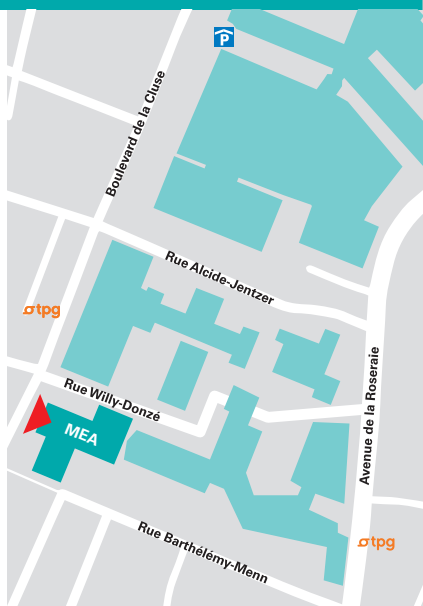 P
Boulevard de la Cluse
Rue Alcide-Jentzer
tpg
Avenue de la Roseraie
Rue Willy-Donzé
MEA
Rue Barthélémy-Menn
tpg